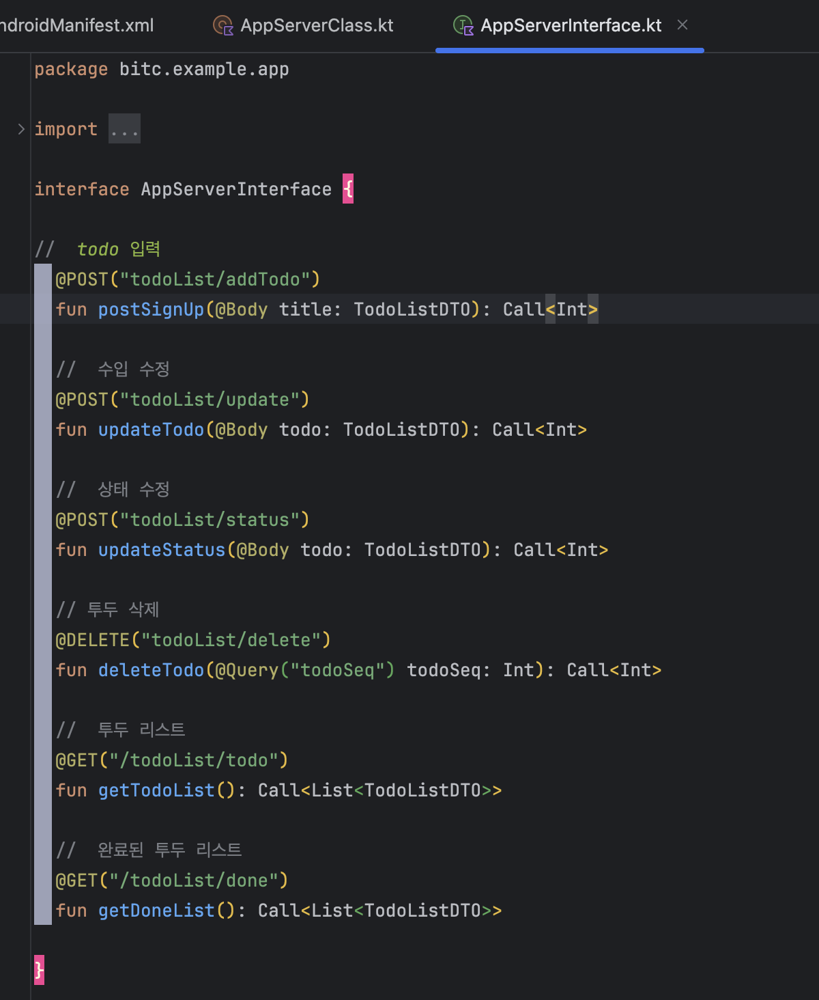 ndroidManifest.xml AppServerClass.kt AppServerInterface.kt
package bitc.example.app
import ...
interface AppServerInterface {
//  todo 입력
@POST("todoList/addTodo")
fun postSignUp(@Body title: TodoListDTO): Call<Int>
//  수입 수정
@POST("todoList/update")
fun updateTodo(@Body todo: TodoListDTO): Call<Int>
//  상태 수정
@POST("todoList/status")
fun updateStatus(@Body todo: TodoListDTO): Call<Int>
// 투두 삭제
@DELETE("todoList/delete")
fun deleteTodo(@Query("todoSeq") todoSeq: Int): Call<Int>
//  투두 리스트
@GET("/todoList/todo")
fun getTodoList(): Call<List<TodoListDTO>>
//  완료된 투두 리스트
@GET("/todoList/done")
fun getDoneList(): Call<List<TodoListDTO>>
}